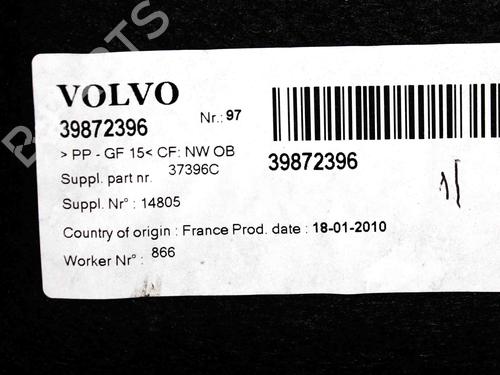 VOLVO
39872396
Nr.: 97
> PP - GF 15< CF: NW OB
Suppl. part nr. 37396C
Suppl. Nr° : 14805
Country of origin : France Prod. date : 18-01-2010
Worker Nr° : 866
39872396